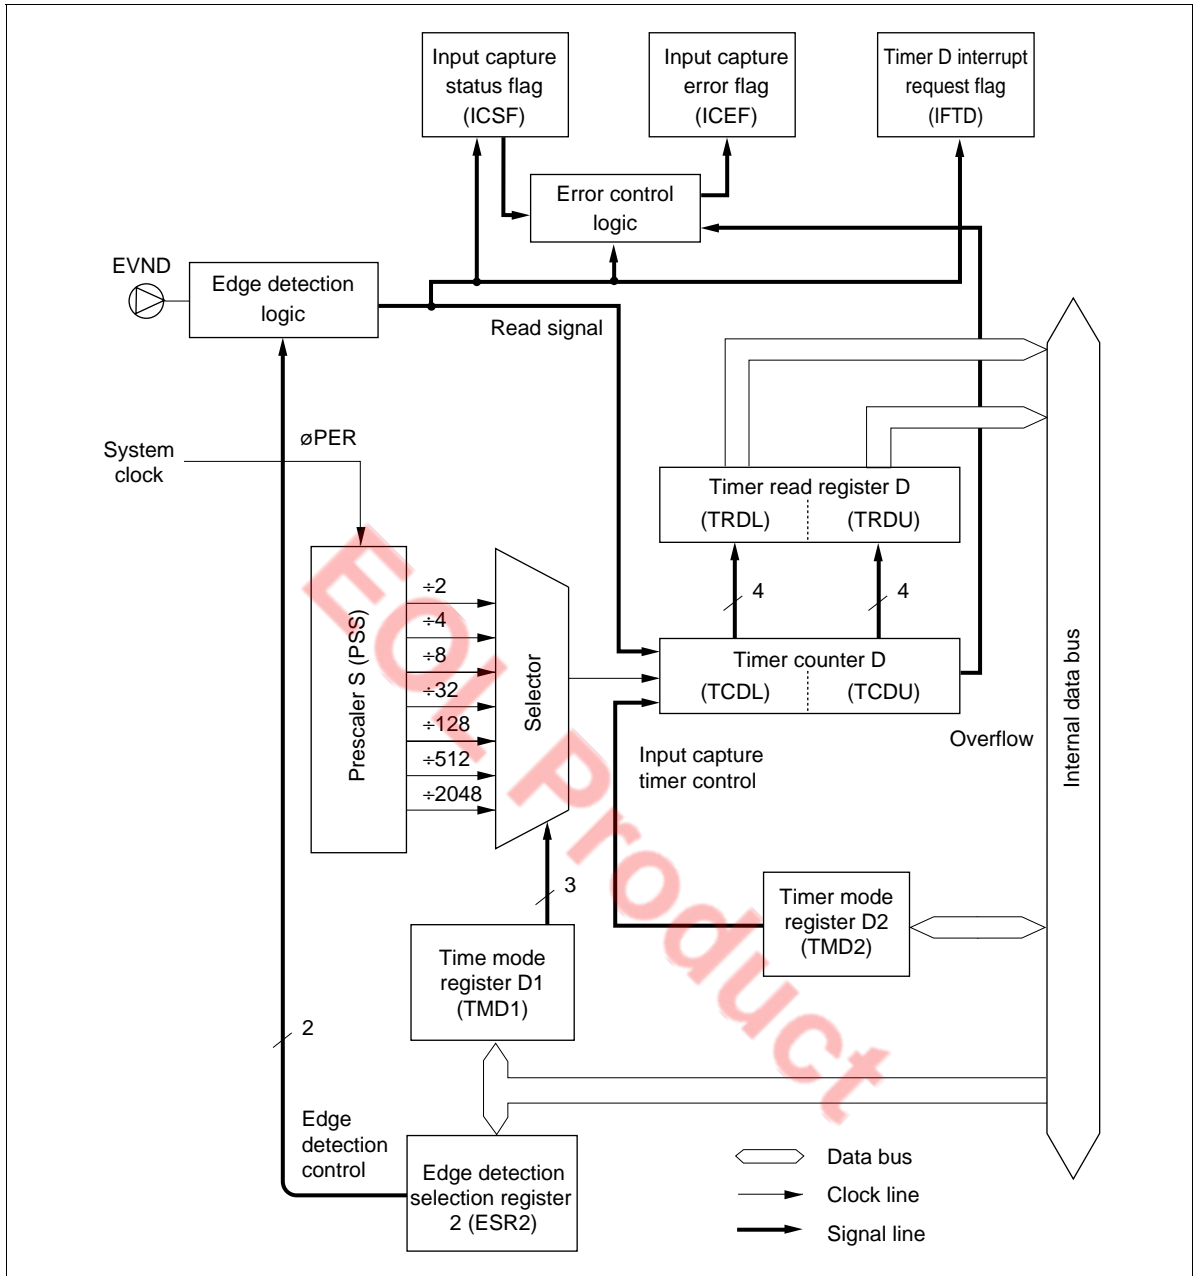 Input capture
status flag
(ICSF)
Input capture
error flag
(ICEF)
Timer D interrupt
request flag
(IFTD)
Error control
logic
EVND
Edge detection
logic
Read signal
System
clock
øPER
Timer read register D
(TRDL)
(TRDU)
4
4
Prescaler S (PSS)
÷2
÷4
÷8
÷32
÷128
÷512
÷2048
Selector
Timer counter D
(TCDL)
(TCDU)
Input capture
timer control
Overflow
Internal data bus
3
Timer mode
register D2
(TMD2)
Time mode
register D1
(TMD1)
2
Edge
detection
control
Edge detection
selection register
2 (ESR2)
Data bus
Clock line
Signal line
EOL Product